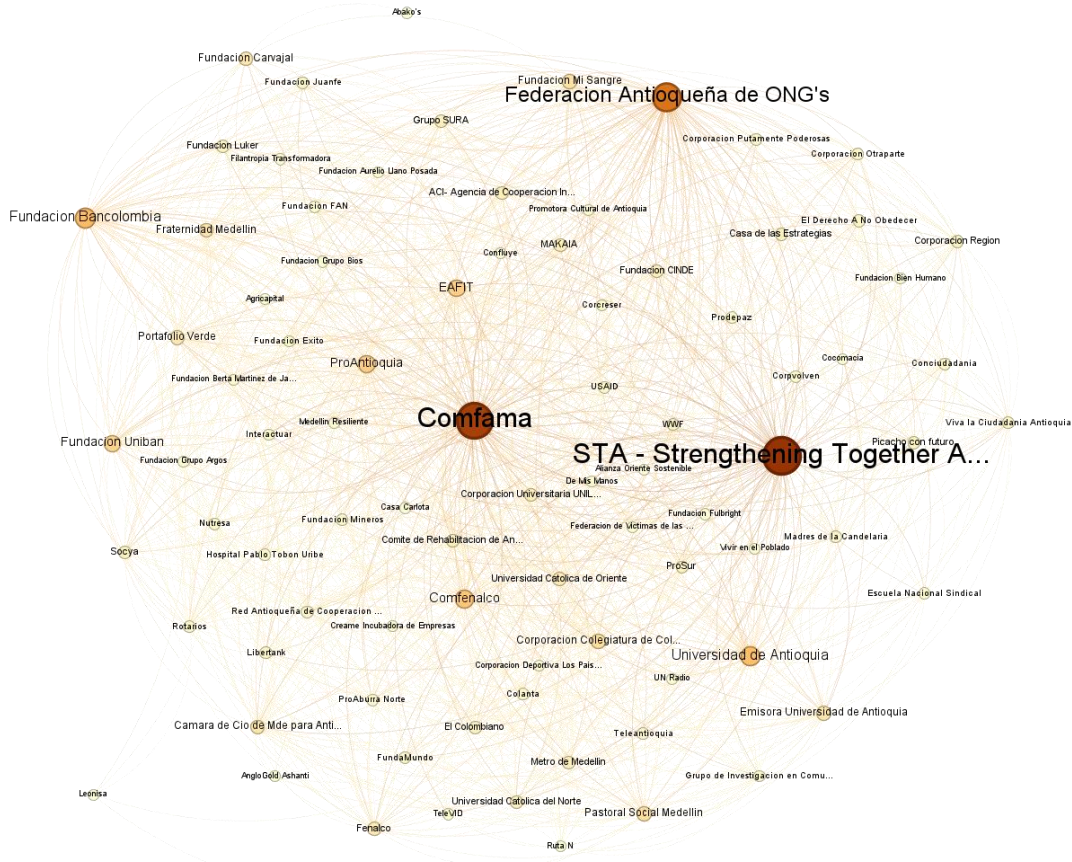 Abako's
Fundacion Carvajal
Fundacion Juanfe
Fundacion Mi Sangre
Federacion Antioqueña de ONG's
Grupo SURA
Corporacion Putamente Poderosas
Fundacion Luker
Filantropia Transformadora
Corporacion Otraparte
Fundacion Aurelio Llano Posada
ACI- Agencia de Cooperacion In...
Fundacion FAN
Promotora Cultural de Antioquia
Fundacion Bancolombia
Fraternidad Medellin
El Derecho A No Obedecer
Casa de las Estrategias
Corporacion Region
MAKAIA
Confluye
Fundacion Grupo Bios
Fundacion CINDE
Fundacion Bien Humano
EAFIT
Agricapital
Corcreser
Prodepaz
Portafolio Verde
Fundacion Exito
ProAntioquia
Cocomacia
Conciudadania
Fundacion Berta Martinez de Ja...
Corpvolven
USAID
Comfama
Medellin Resiliente
WWF
Viva la Ciudadania Antioquia
Interactuar
Fundacion Uniban
Picacho con futuro
STA - Strengthening Together A...
Fundacion Grupo Argos
Alianza Oriente Sostenible
De Mis Manos
Corporacion Universitaria UNIL...
Casa Carlota
Fundacion Fulbright
Nutresa
Fundacion Mineros
Federacion de Victimas de las ...
Madres de la Candelaria
Comite de Rehabilitacion de An...
Vivir en el Poblado
Socya
Hospital Pablo Tobon Uribe
ProSur
Universidad Catolica de Oriente
Escuela Nacional Sindical
Comfenalco
Red Antioqueña de Cooperacion ...
Rotarios
Creame Incubadora de Empresas
Corporacion Colegiatura de Col...
Libertank
Universidad de Antioquia
Corporacion Deportiva Los Pais...
UN Radio
Colanta
ProAburra Norte
Emisora Universidad de Antioquia
Camara de Cio de Mde para Anti...
El Colombiano
Teleantioquia
FundaMundo
Metro de Medellin
AngloGold Ashanti
Grupo de Investigacion en Comu...
Leonisa
Universidad Catolica del Norte
TeleVID
Pastoral Social Medellin
Fenalco
Ruta N